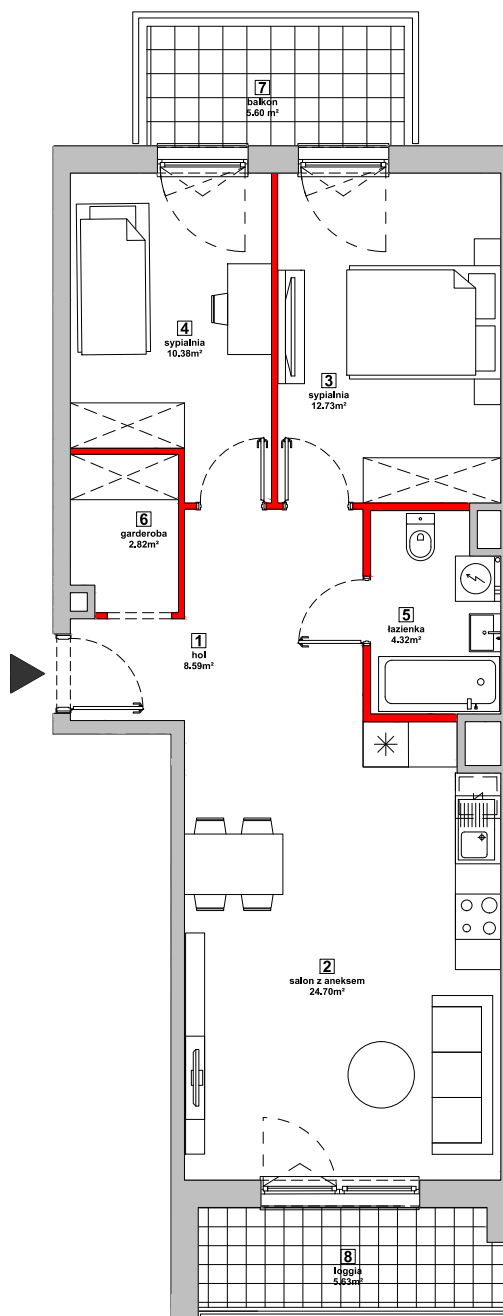 7
balkon
5.60 m²
4
sypialnia
10.38m²
3
sypialnia
12.73m²
6
garderoba
2.82m²
5
łazienka
4.32m²
1
hol
8.59m²
2
salon z aneksem
24.70m²
8
loggia
5.63m²